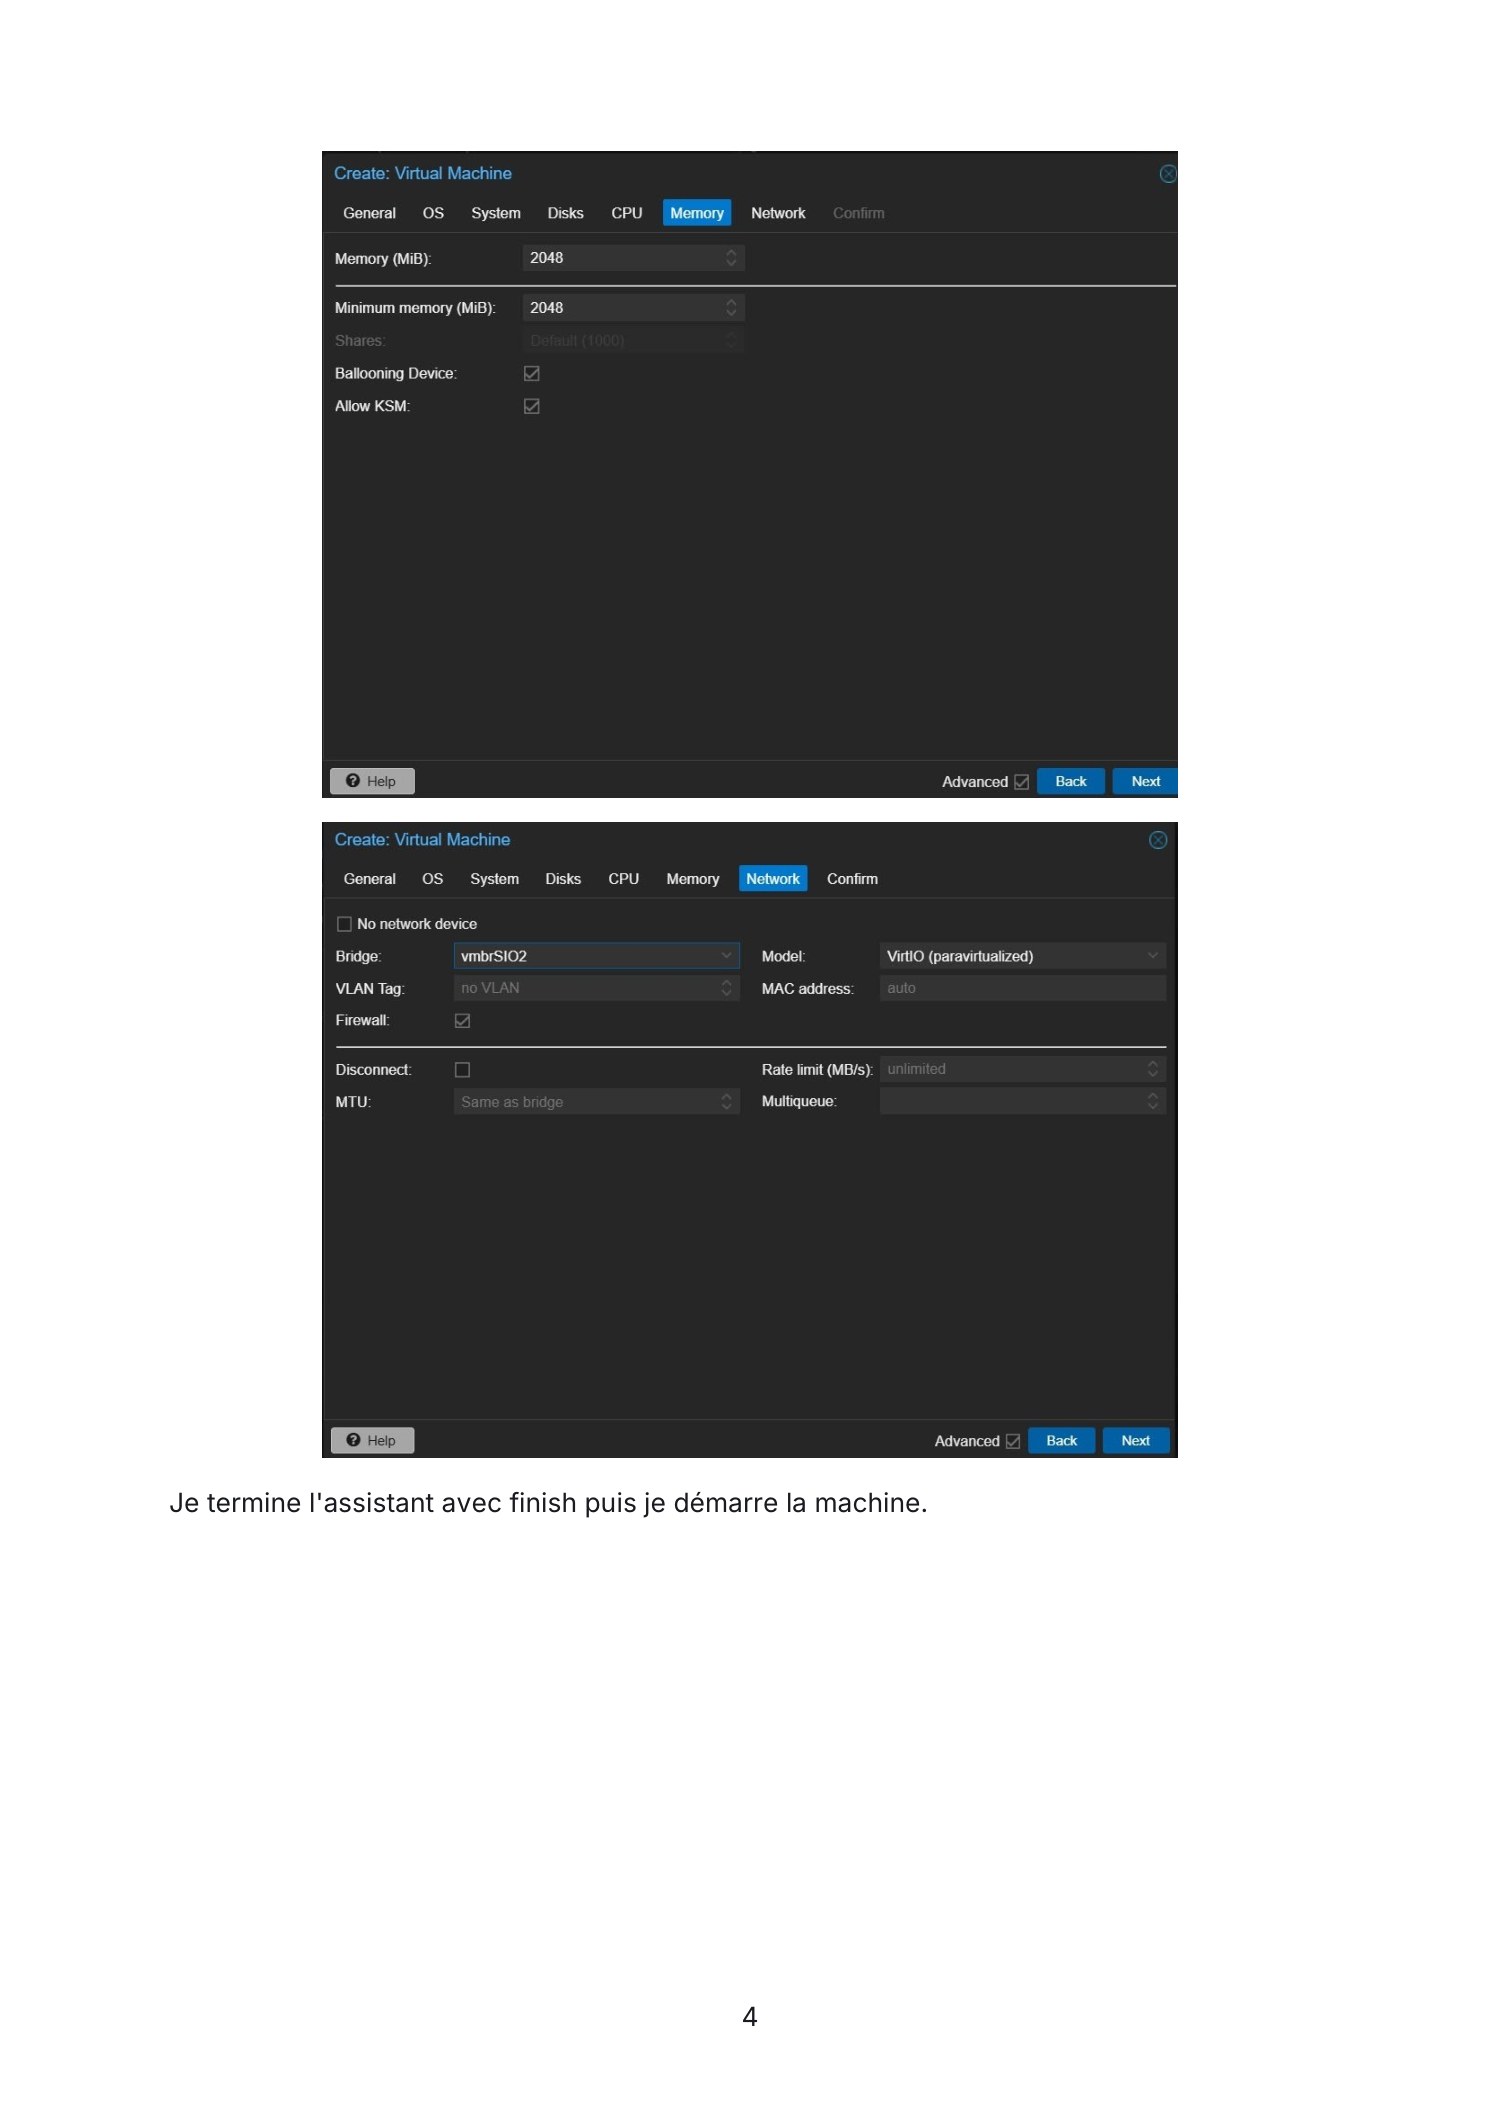 Create: Virtual Machine
General OS System Disks CPU Memory Network Confirm
Memory (MiB): 2048
Minimum memory (MiB): 2048
Shares: Default (1000)
Ballooning Device:
Allow KSM:
Help Advanced Back Next
Create: Virtual Machine
General OS System Disks CPU Memory Network Confirm
No network device
Bridge: vmbrSIO2 Model: VirtIO (paravirtualized)
VLAN Tag: no VLAN MAC address: auto
Firewall:
Disconnect: Rate limit (MB/s): unlimited
MTU: Same as bridge Multiqueue:
Help Advanced Back Next
Je termine l'assistant avec finish puis je démarre la machine.
4